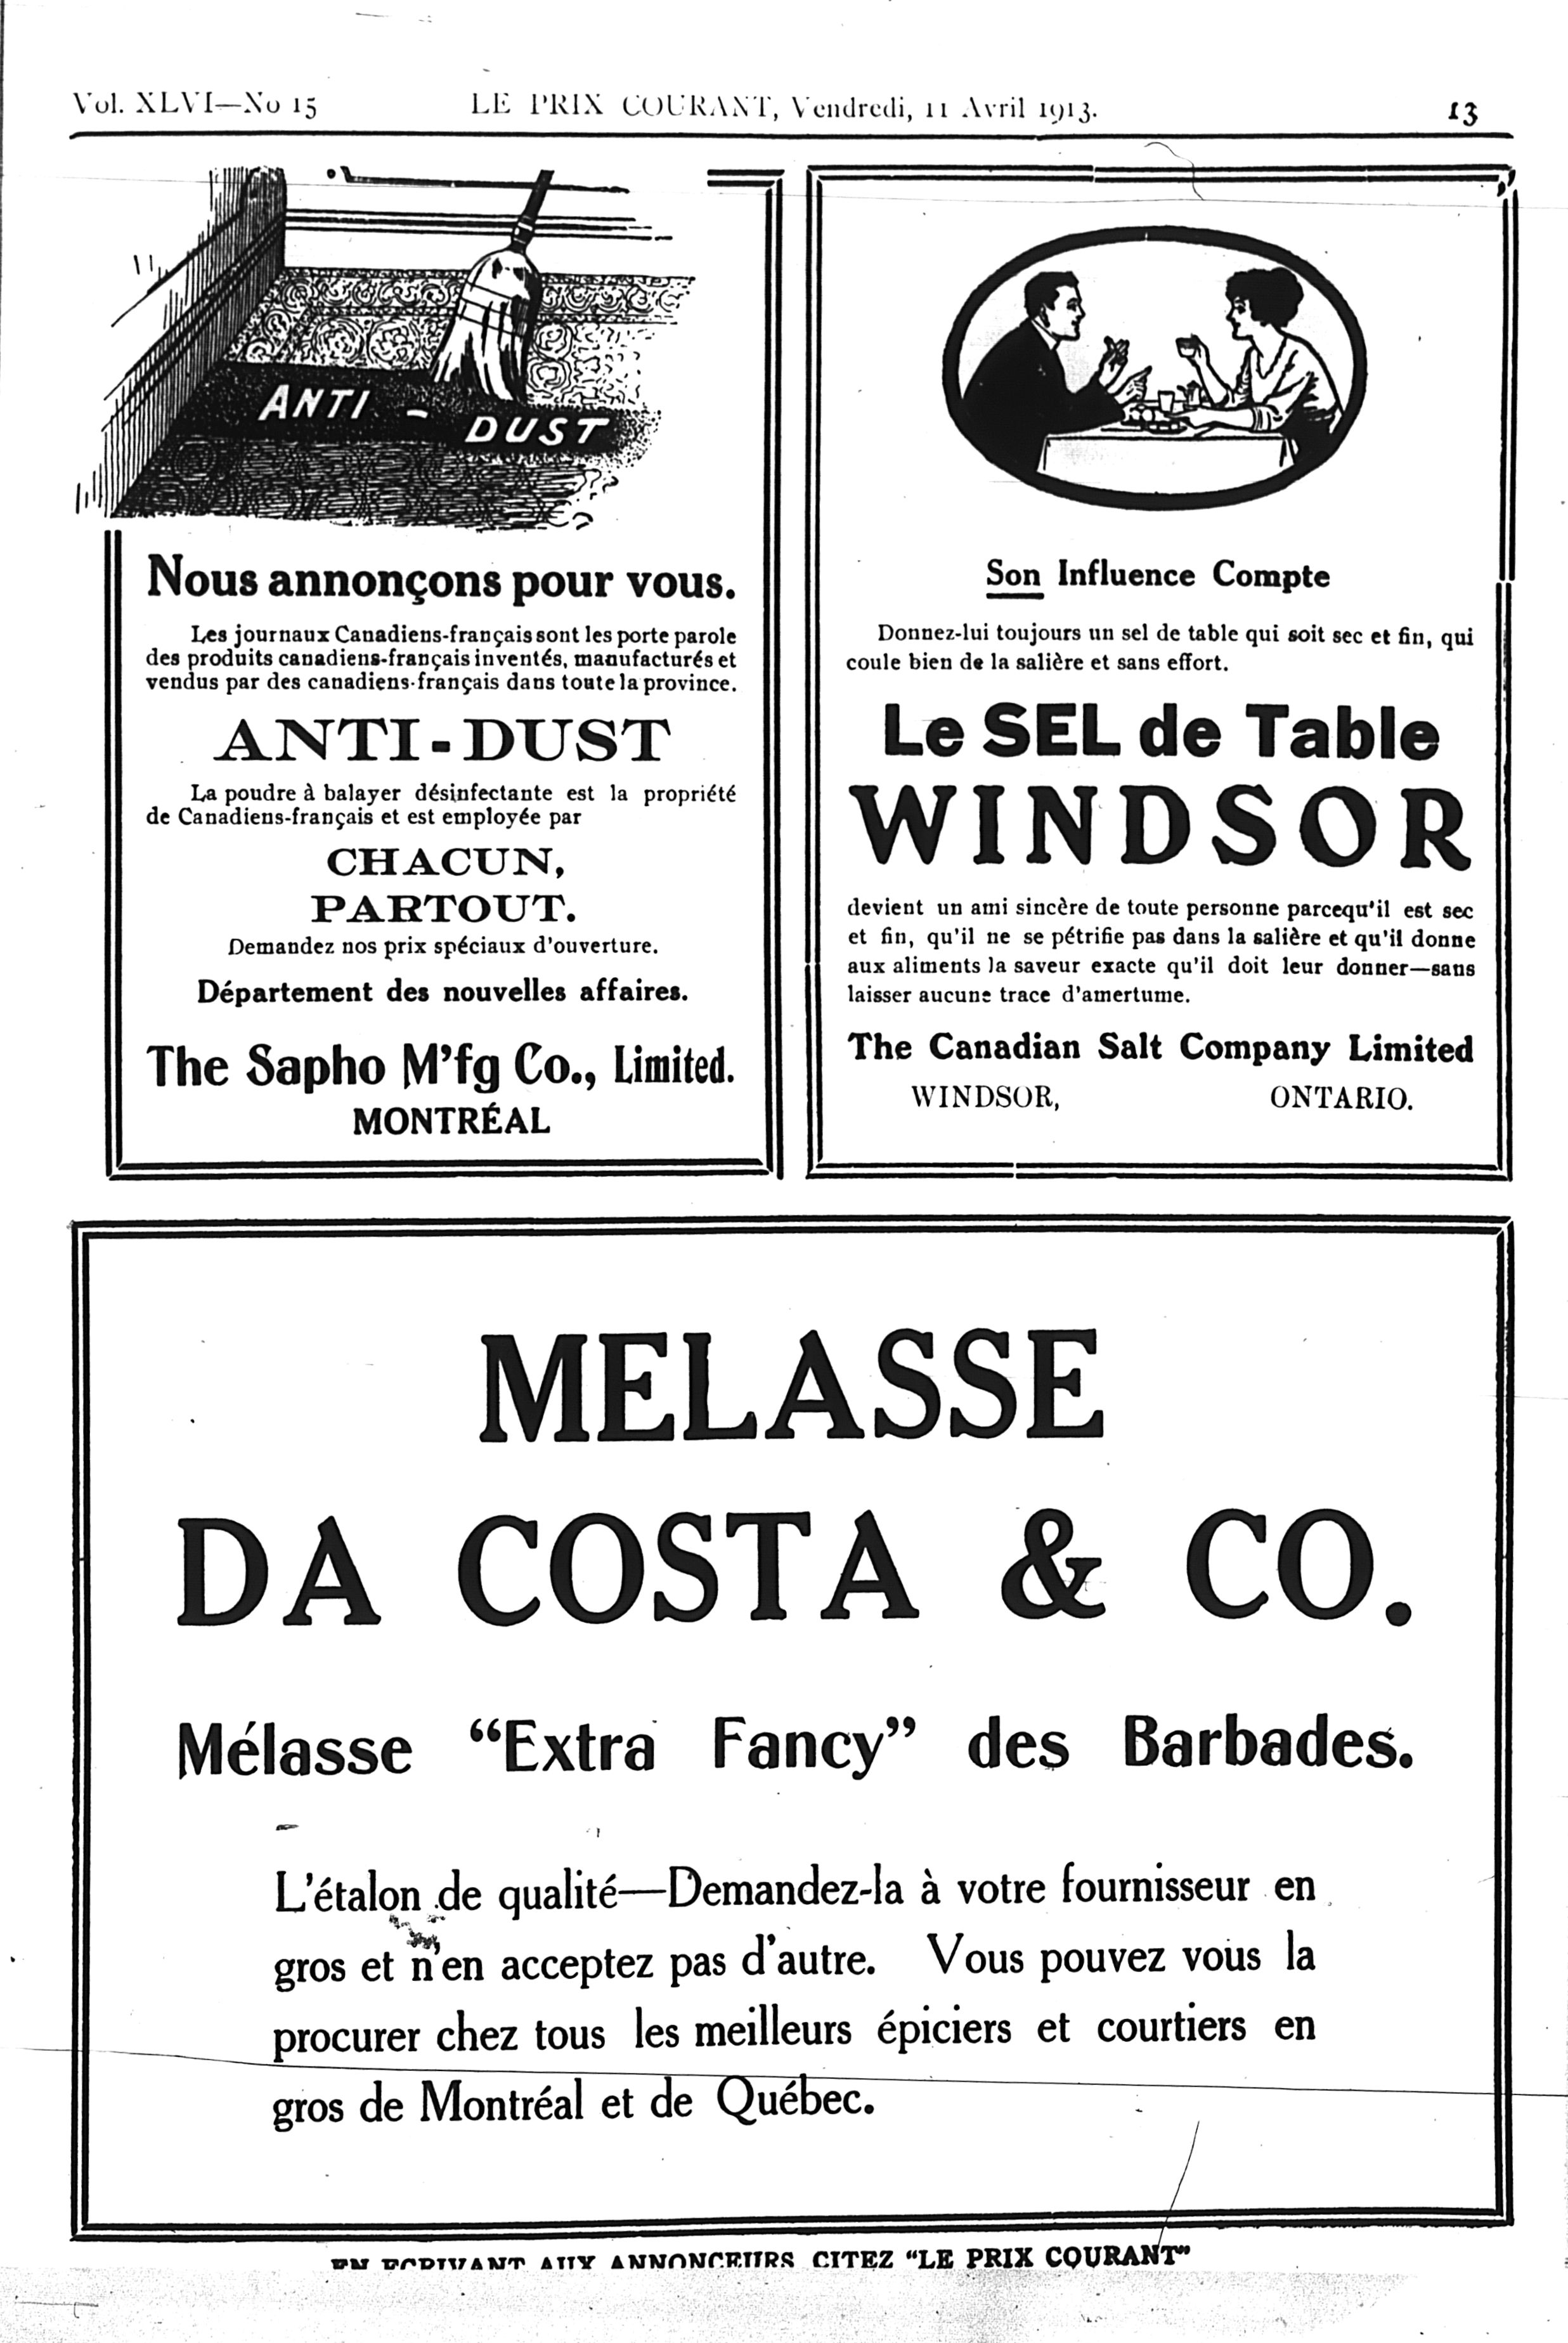 Vol. XLVI—No 15
LE PRIX COURANT, Vendredi, 11 Avril 1913.
13
ANTI - DUST
Nous annonçons pour vous.
Les journaux Canadiens-français sont les porte parole
des produits canadiens-français inventés, manufacturés et
vendus par des canadiens-français dans toute la province.
ANTI-DUST
La poudre à balayer désinfectante est la propriété
de Canadiens-français et est employée par
CHACUN,
PARTOUT.
Demandez nos prix spéciaux d'ouverture.
Département des nouvelles affaires.
The Sapho M'fg Co., Limited.
MONTRÉAL
Son Influence Compte
Donnez-lui toujours un sel de table qui soit sec et fin, qui
coule bien de la salière et sans effort.
Le SEL de Table
WINDSOR
devient un ami sincère de toute personne parcequ'il est sec
et fin, qu'il ne se pétrifie pas dans la salière et qu'il donne
aux aliments la saveur exacte qu'il doit leur donner—sans
laisser aucune trace d'amertume.
The Canadian Salt Company Limited
WINDSOR, ONTARIO.
MELASSE
DA COSTA & CO.
Mélasse “Extra Fancy” des Barbades.
L'étalon de qualité—Demandez-la à votre fournisseur en
gros et n'en acceptez pas d'autre. Vous pouvez vous la
procurer chez tous les meilleurs épiciers et courtiers en
gros de Montréal et de Québec.
EN ECRIVANT AUX ANNONCEURS CITEZ “LE PRIX COURANT”